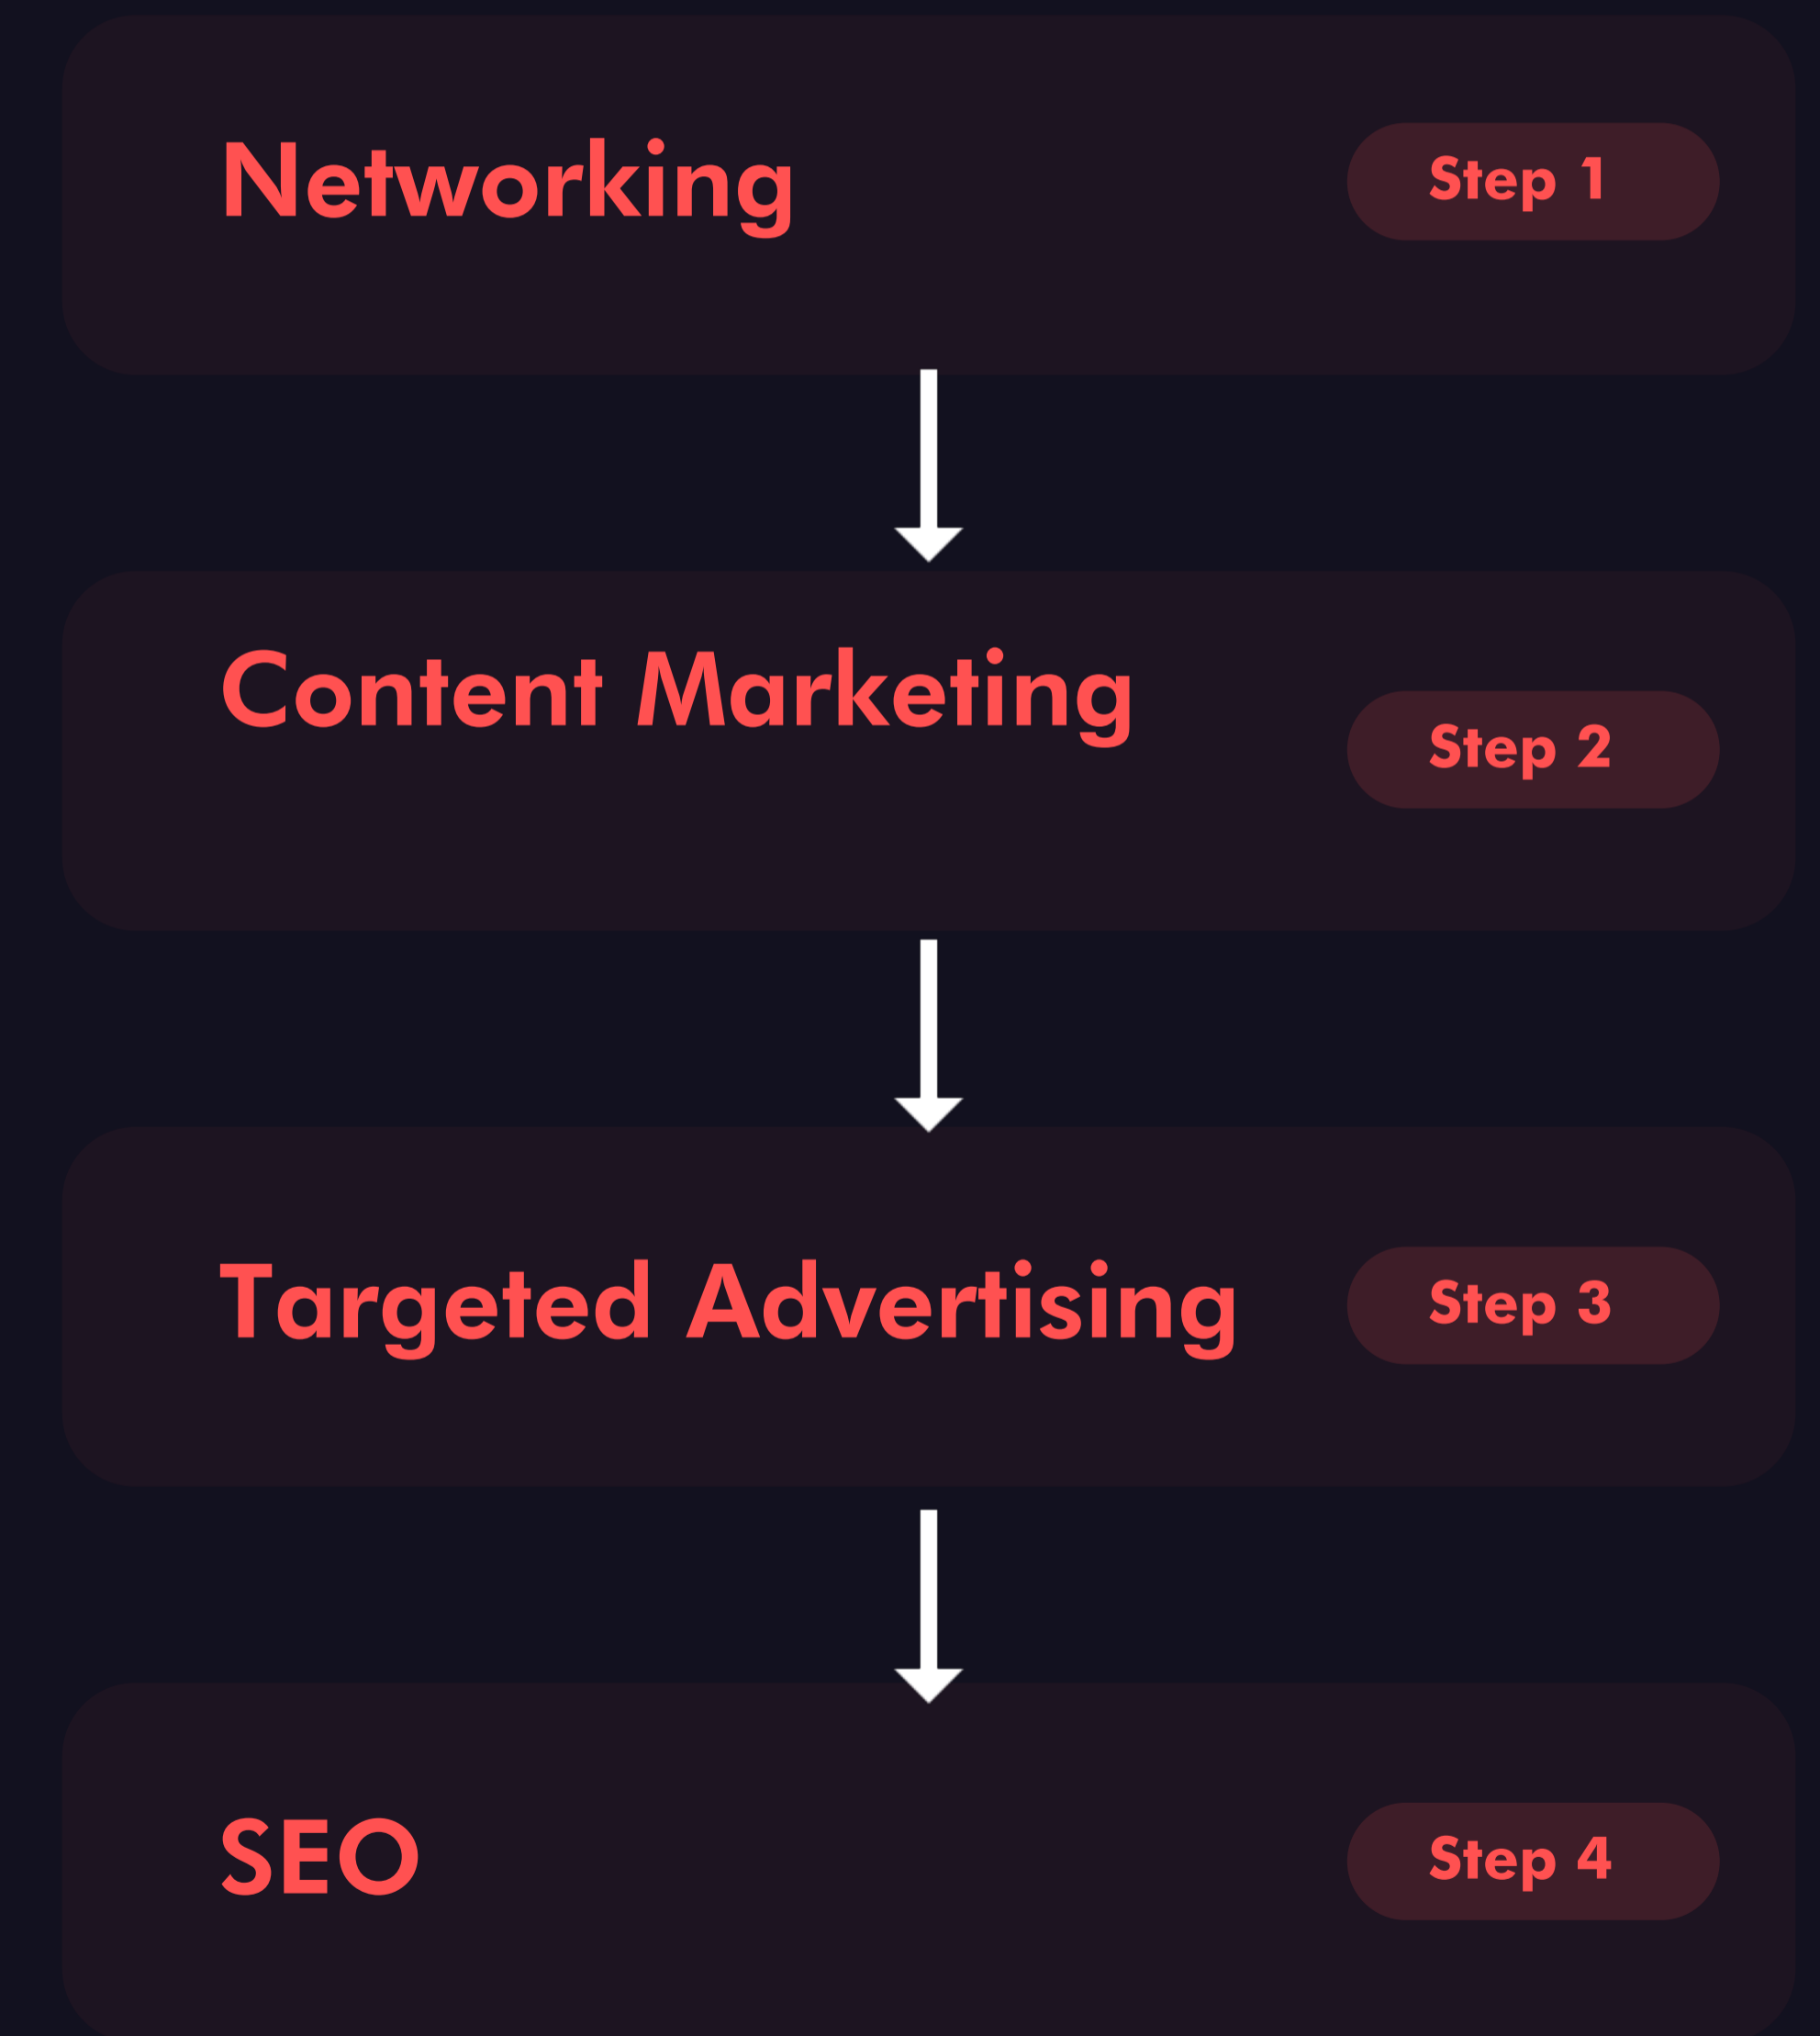 Networking
Step 1
Content Marketing
Step 2
Targeted Advertising
Step 3
SEO
Step 4